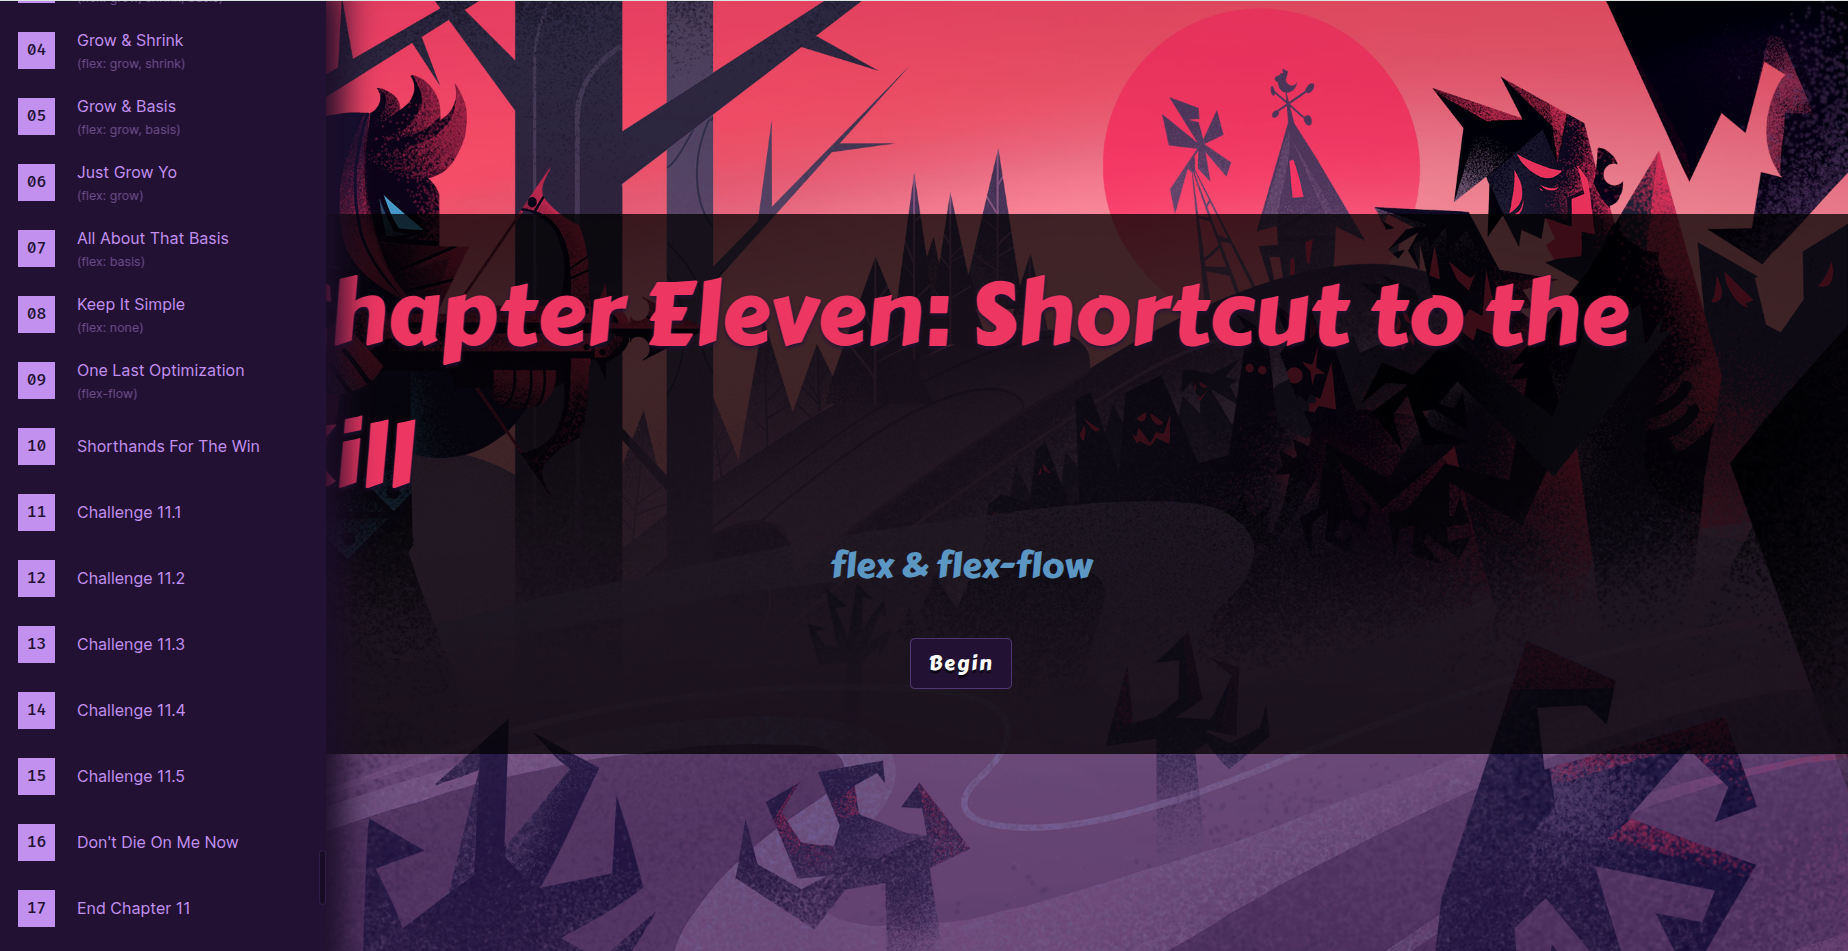 04
Grow & Shrink
(flex: grow, shrink)
05
Grow & Basis
(flex: grow, basis)
06
Just Grow Yo
(flex: grow)
07
All About That Basis
(flex: basis)
08
Keep It Simple
(flex: none)
09
One Last Optimization
(flex-flow)
10
Shorthands For The Win
11
Challenge 11.1
12
Challenge 11.2
13
Challenge 11.3
14
Challenge 11.4
15
Challenge 11.5
16
Don't Die On Me Now
17
End Chapter 11
hapter Eleven: Shortcut to the
ill
flex & flex-flow
Begin